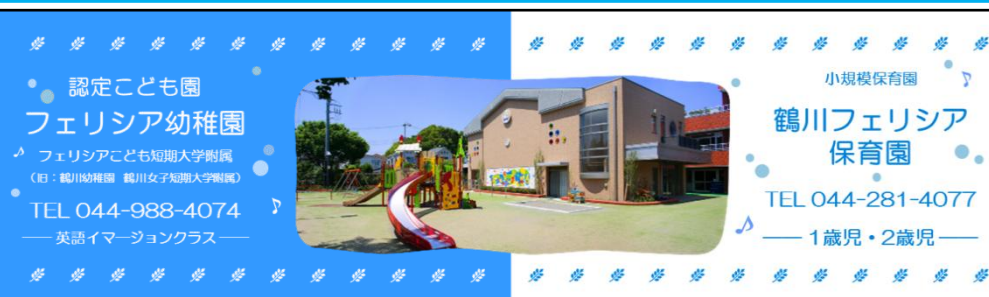 認定こども園
フェリシア幼稚園
フェリシアこども短期大学附属
（旧：鶴川幼稚園 鶴川女子短期大学附属）
TEL 044-988-4074
英語イマージョンクラス
小規模保育園
鶴川フェリシア
保育園
TEL 044-281-4077
1歳児・2歳児